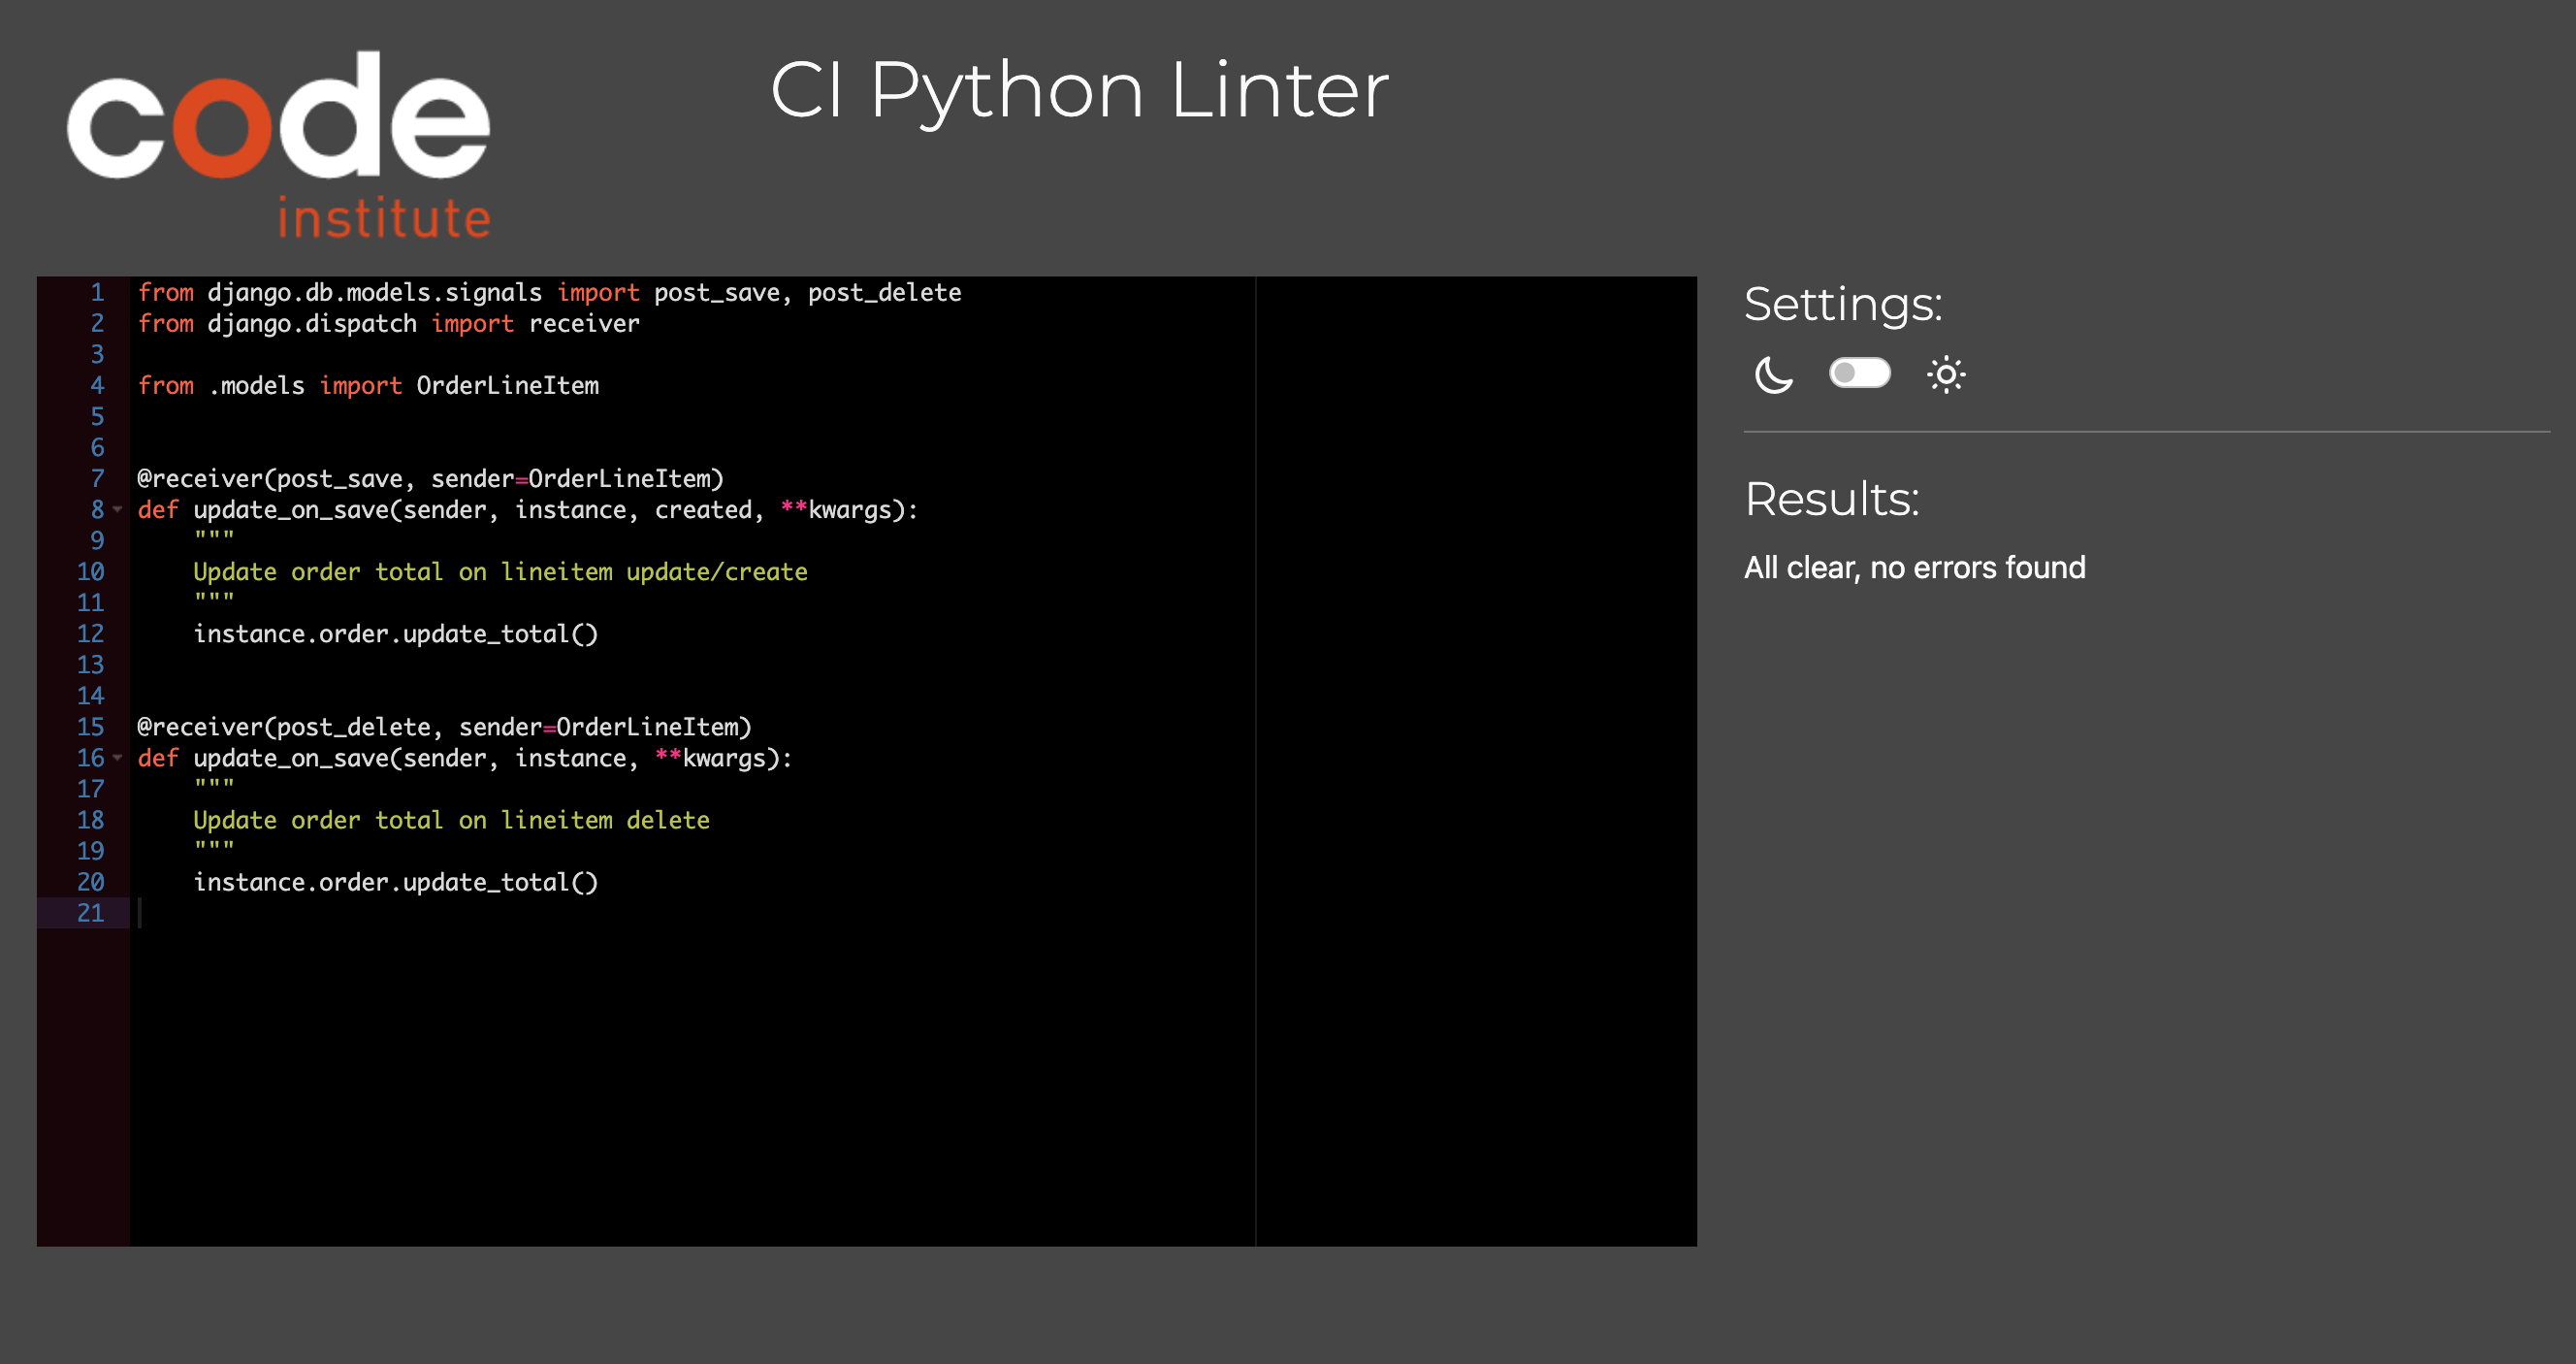 code
institute
CI Python Linter
1 from django.db.models.signals import post_save, post_delete
2 from django.dispatch import receiver
3
4 from .models import OrderLineItem
5
6
7 @receiver(post_save, sender=OrderLineItem)
8 def update_on_save(sender, instance, created, **kwargs):
9     """
10     Update order total on lineitem update/create
11     """
12     instance.order.update_total()
13
14
15 @receiver(post_delete, sender=OrderLineItem)
16 def update_on_save(sender, instance, **kwargs):
17     """
18     Update order total on lineitem delete
19     """
20     instance.order.update_total()
21
Settings:
Results:
All clear, no errors found